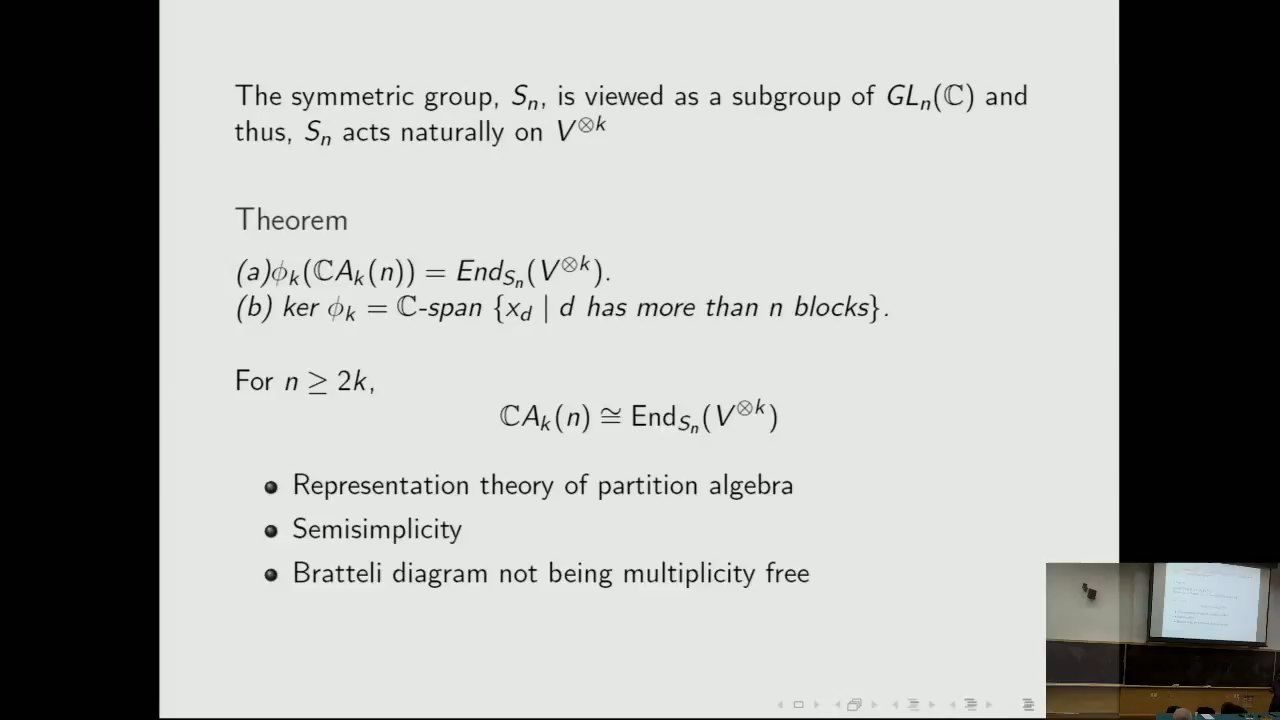 The symmetric group, Sₙ, is viewed as a subgroup of GLₙ(ℂ) and
thus, Sₙ acts naturally on V^{⊗k}
Theorem
(a)ϕₖ(ℂAₖ(n)) = End_{Sₙ}(V^{⊗k}).
(b) ker ϕₖ = ℂ-span {x_d | d has more than n blocks}.
For n ≥ 2k,
ℂAₖ(n) ≅ End_{Sₙ}(V^{⊗k})
• Representation theory of partition algebra
• Semisimplicity
• Bratteli diagram not being multiplicity free